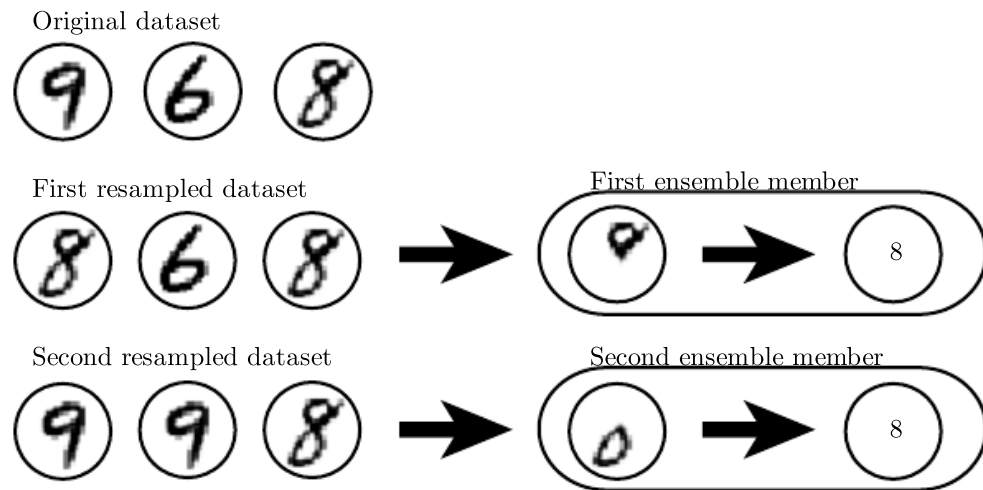 Original dataset
9 6 8
First resampled dataset
First ensemble member
8 6 8
8
Second resampled dataset
Second ensemble member
9 9 8
8